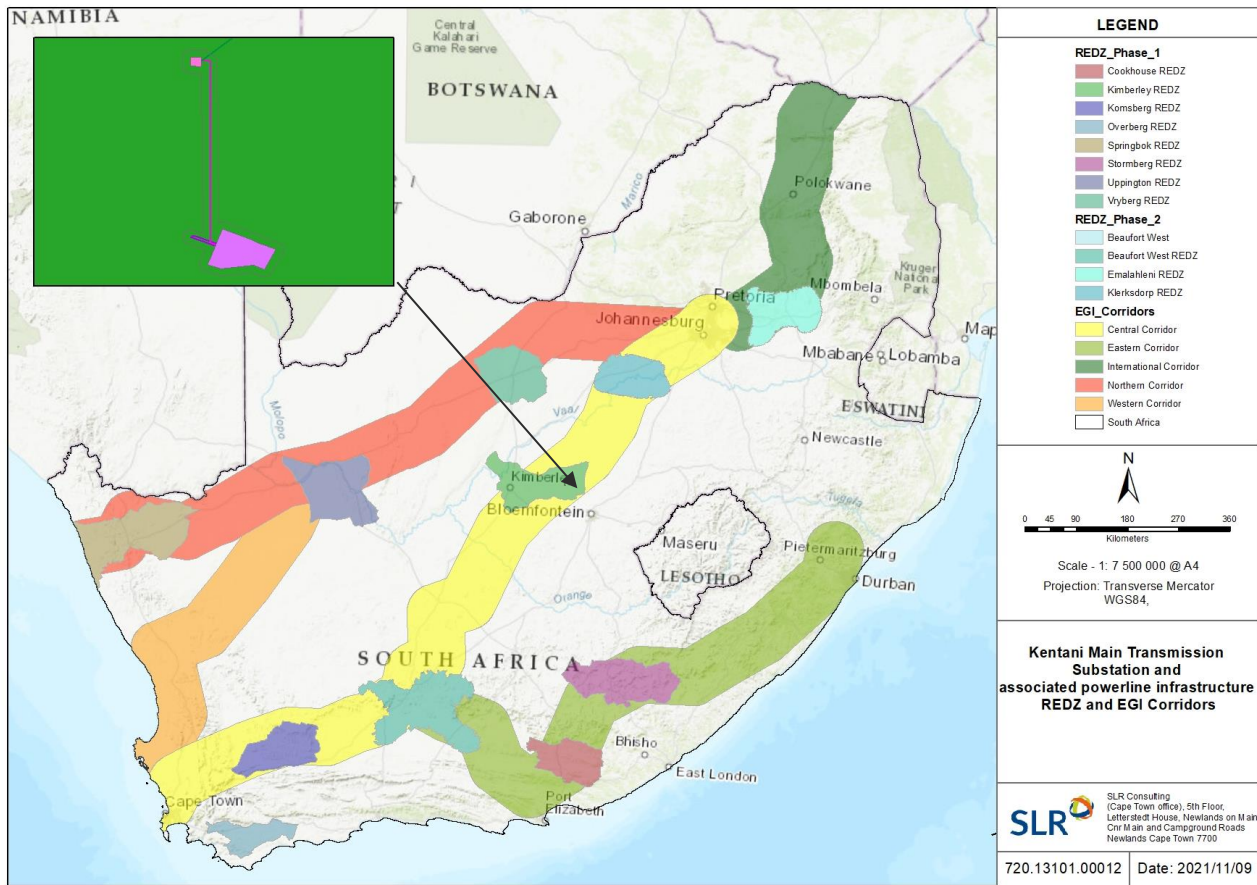 NAMIBIA
Central
Kalahari
Game Reserve
BOTSWANA
Marico
Gaborone
Polokwane
Kruger
National
Park
Mbombela
Pretoria
Johannesburg
Map
Mbabane
Lobamba
ESWATINI
Molopo
Vaal
Newcastle
Kimberle
Bloemfontein
Tugela
Maseru
LESOTHO
Pietermaritzburg
Durban
Orange
SOUTH AFRICA
Bhisho
East London
Port
Elizabeth
Cape Town
LEGEND
REDZ_Phase_1
Cookhouse REDZ
Kimberley REDZ
Komsberg REDZ
Overberg REDZ
Springbok REDZ
Stormberg REDZ
Uppington REDZ
Vryberg REDZ
REDZ_Phase_2
Beaufort West
Beaufort West REDZ
Emalahleni REDZ
Klerksdorp REDZ
EGI_Corridors
Central Corridor
Eastern Corridor
International Corridor
Northern Corridor
Western Corridor
South Africa
N
0 45 90 180 270 360
Kilometers
Scale - 1: 7 500 000 @ A4
Projection: Transverse Mercator
WGS84,
Kentani Main Transmission
Substation and
associated powerline infrastructure
REDZ and EGI Corridors
SLR
SLR Consulting
(Cape Town office), 5th Floor,
Letterstedt House, Newlands on Main
Cnr Main and Campground Roads
Newlands Cape Town 7700
720.13101.00012
Date: 2021/11/09